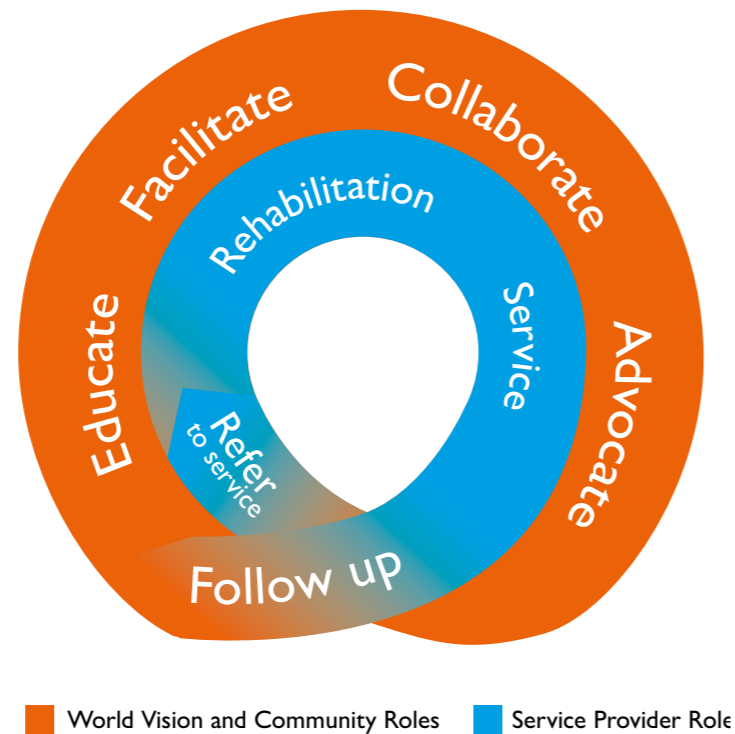 Facilitate
Collaborate
Rehabilitation
Service
Educate
Advocate
Refer
to service
Follow up
World Vision and Community Roles
Service Provider Role